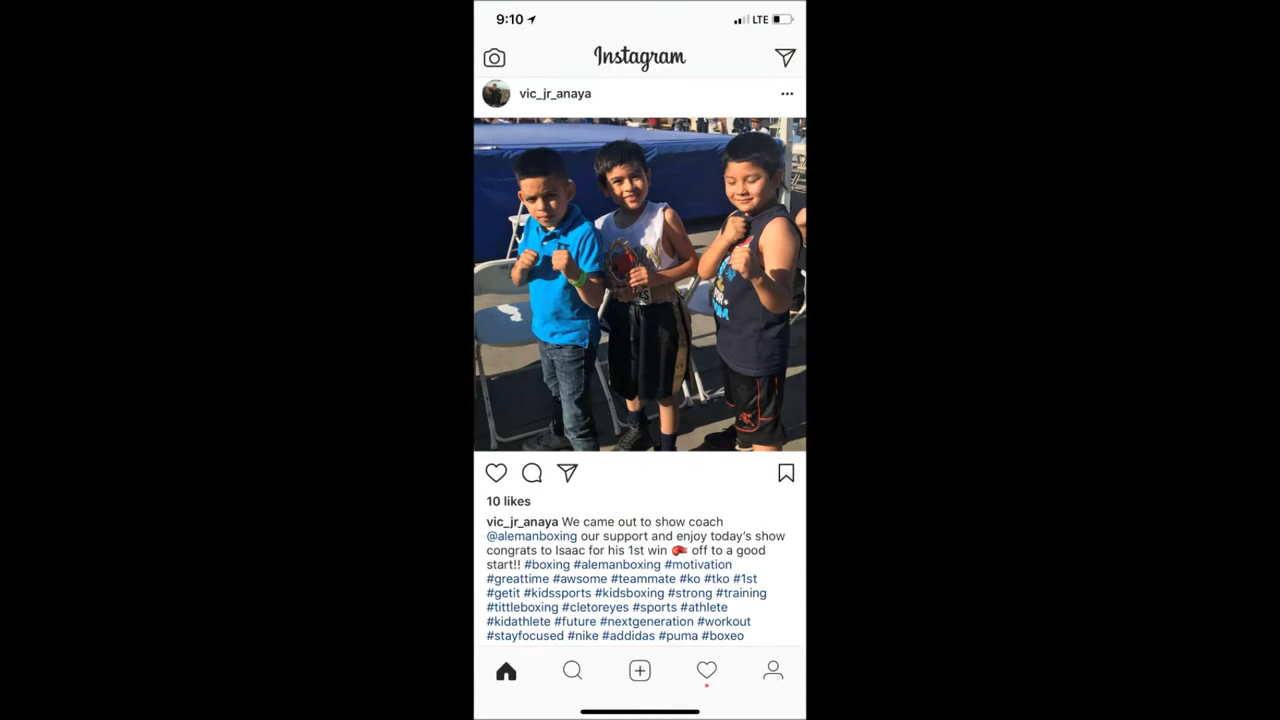 9:10
LTE
Instagram
vic_jr_anaya
10 likes
vic_jr_anaya We came out to show coach
@alemanboxing our support and enjoy today's show
congrats to Isaac for his 1st win 🥊 off to a good
start!! #boxing #alemanboxing #motivation
#greattime #awsome #teammate #ko #tko #1st
#getit #kidssports #kidsboxing #strong #training
#tittleboxing #cletoreyes #sports #athlete
#kidathlete #future #nextgeneration #workout
#stayfocused #nike #addidas #puma #boxeo